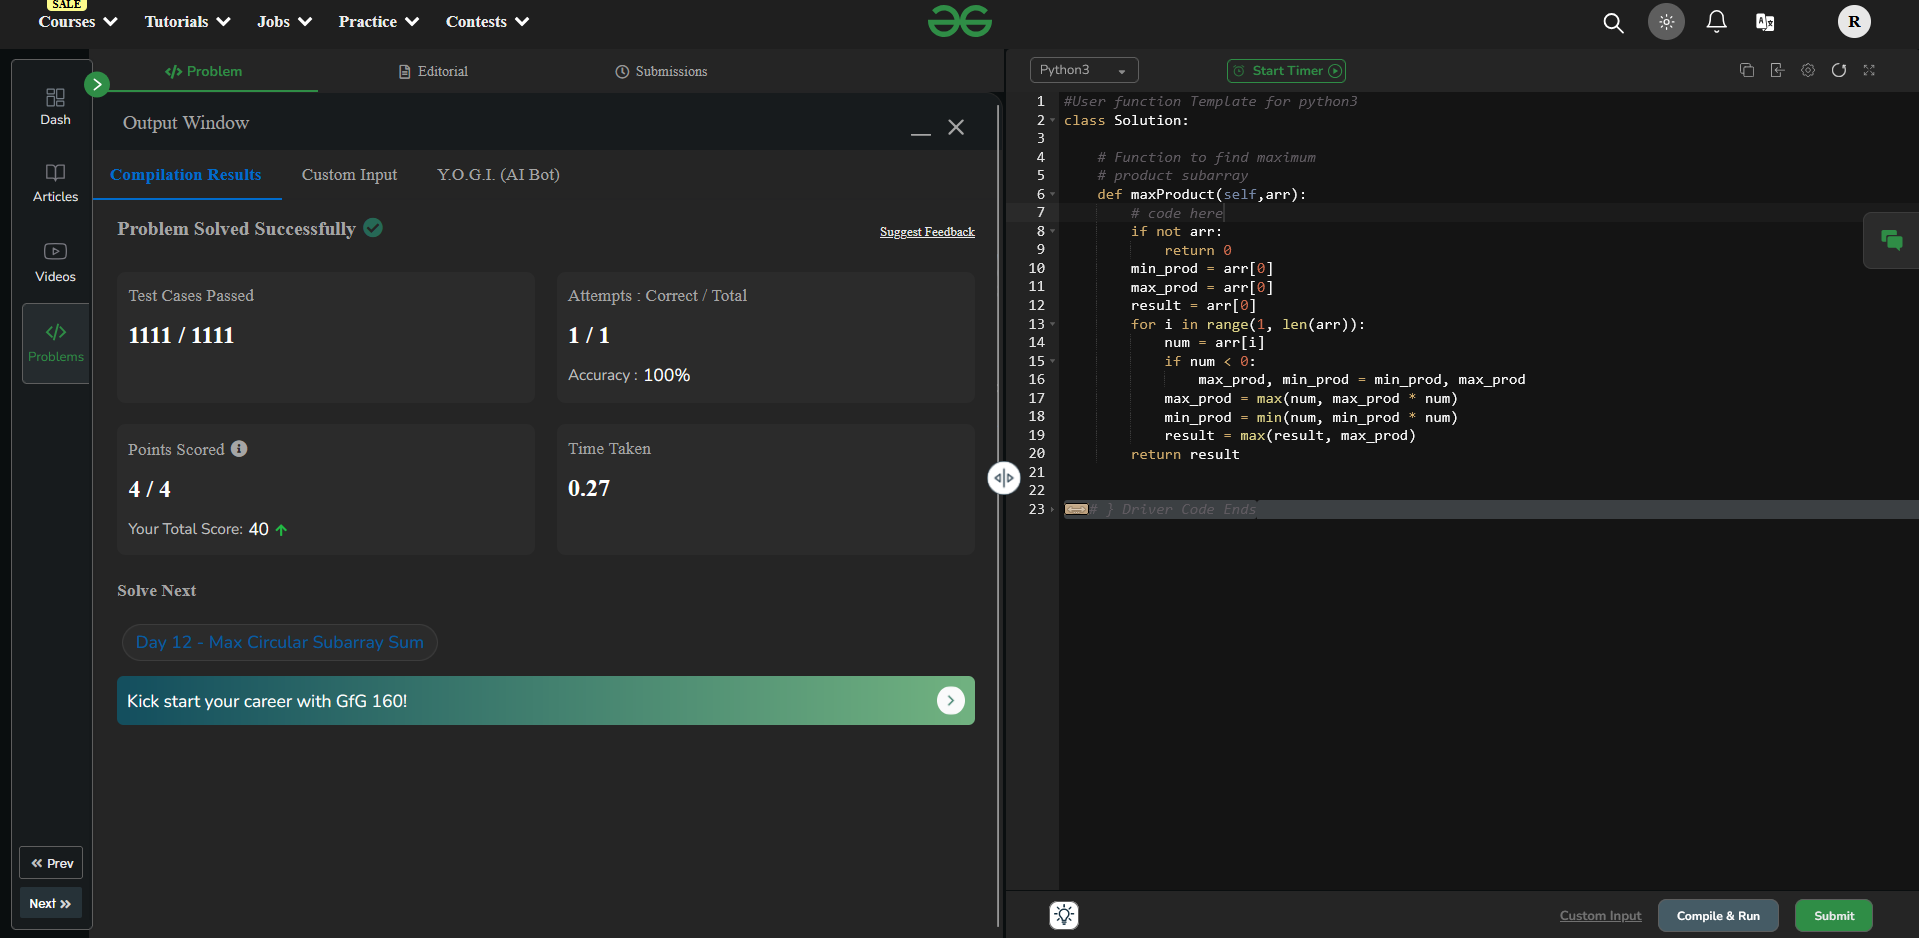 SALE
Courses Tutorials Jobs Practice Contests
R
Dash
Articles
Videos
Problems
Prev
Next
Problem Editorial Submissions
Output Window
Compilation Results Custom Input Y.O.G.I. (AI Bot)
Problem Solved Successfully
Suggest Feedback
Test Cases Passed
1111 / 1111
Attempts : Correct / Total
1 / 1
Accuracy : 100%
Points Scored
4 / 4
Your Total Score: 40
Time Taken
0.27
Solve Next
Day 12 - Max Circular Subarray Sum
Kick start your career with GfG 160!
Python3 Start Timer
1 #User function Template for python3
2 class Solution:
3
4     # Function to find maximum
5     # product subarray
6     def maxProduct(self,arr):
7         # code here
8         if not arr:
9             return 0
10         min_prod = arr[0]
11         max_prod = arr[0]
12         result = arr[0]
13         for i in range(1, len(arr)):
14             num = arr[i]
15             if num < 0:
16                 max_prod, min_prod = min_prod, max_prod
17             max_prod = max(num, max_prod * num)
18             min_prod = min(num, min_prod * num)
19             result = max(result, max_prod)
20         return result
21
22
23 # } Driver Code Ends
Custom Input Compile & Run Submit